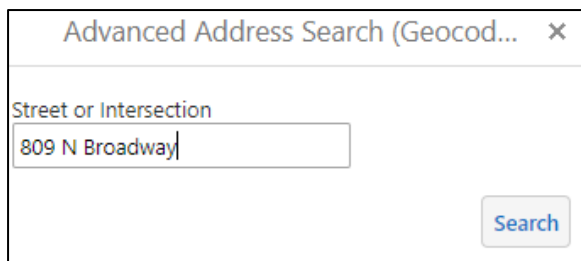 Advanced Address Search (Geocod... ×
Street or Intersection
809 N Broadway
Search